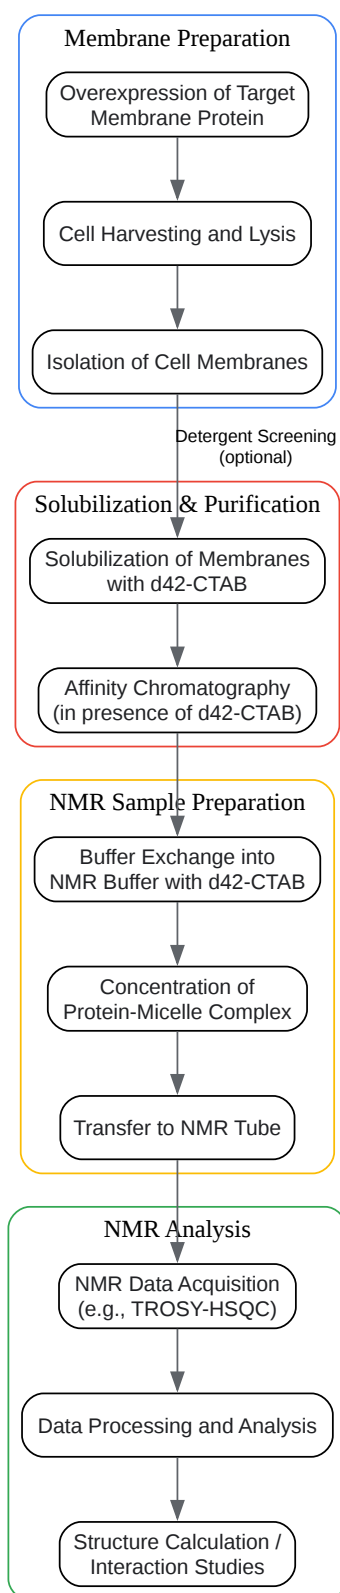 Membrane Preparation
Overexpression of Target
Membrane Protein
Cell Harvesting and Lysis
Isolation of Cell Membranes
Detergent Screening
(optional)
Solubilization & Purification
Solubilization of Membranes
with d42-CTAB
Affinity Chromatography
(in presence of d42-CTAB)
NMR Sample Preparation
Buffer Exchange into
NMR Buffer with d42-CTAB
Concentration of
Protein-Micelle Complex
Transfer to NMR Tube
NMR Analysis
NMR Data Acquisition
(e.g., TROSY-HSQC)
Data Processing and Analysis
Structure Calculation /
Interaction Studies